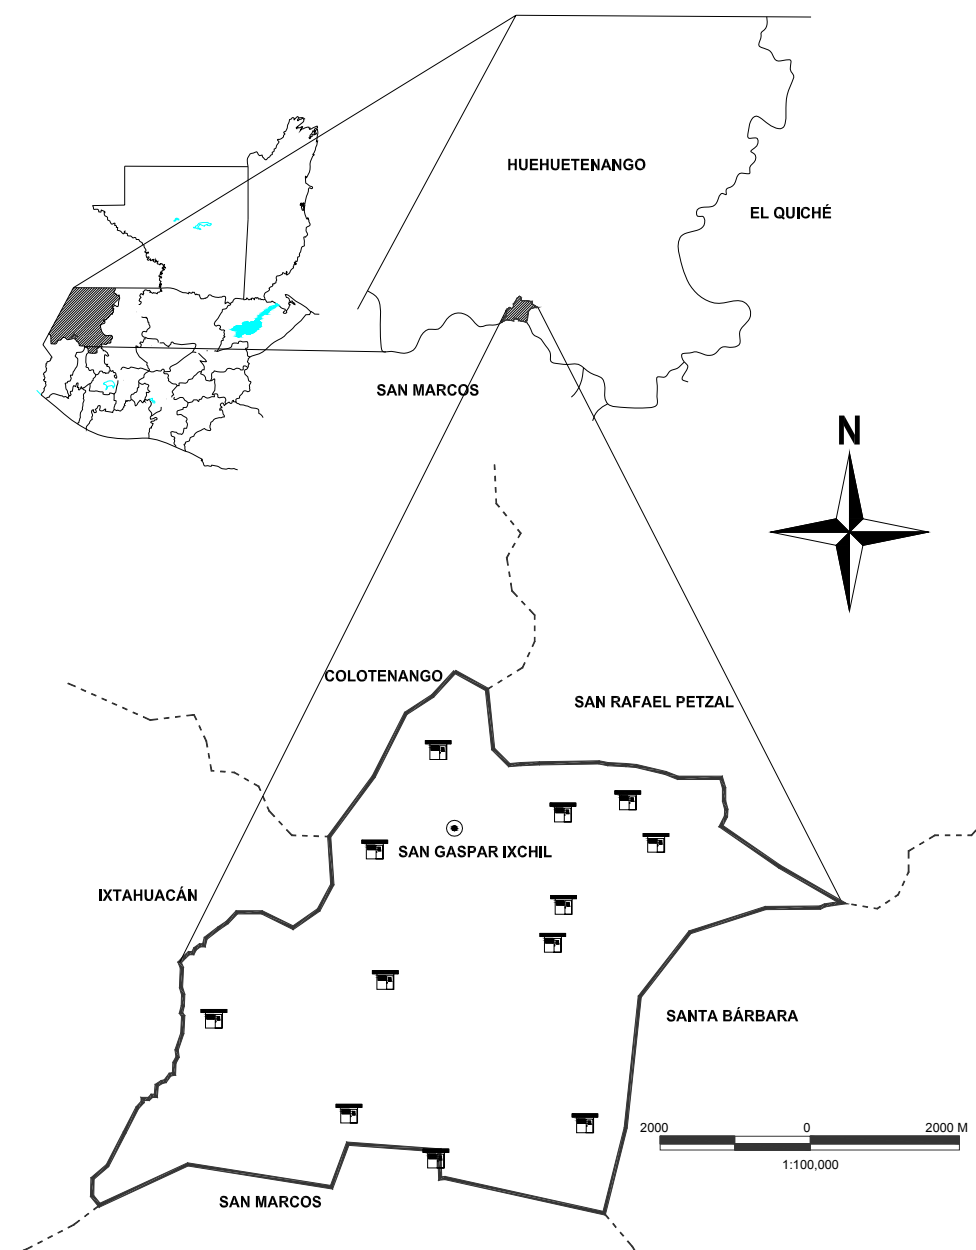 HUEHUETENANGO
EL QUICHÉ
SAN MARCOS
N
COLOTENANGO
SAN RAFAEL PETZAL
SAN GASPAR IXCHIL
IXTAHUACÁN
SANTA BÁRBARA
2000 0 2000 M
1:100,000
SAN MARCOS